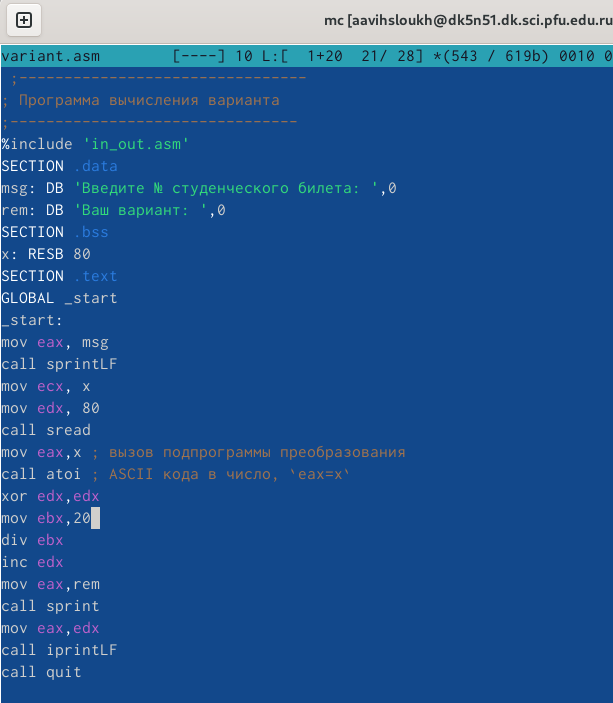 mc [aavihsloukh@dk5n51.dk.sci.pfu.edu.ru
variant.asm        [----] 10 L:[  1+20  21/ 28] *(543 / 619b) 0010 0
;--------------------------------
; Программа вычисления варианта
;--------------------------------
%include 'in_out.asm'
SECTION .data
msg: DB 'Введите № студенческого билета: ',0
rem: DB 'Ваш вариант: ',0
SECTION .bss
x: RESB 80
SECTION .text
GLOBAL _start
_start:
mov eax, msg
call sprintLF
mov ecx, x
mov edx, 80
call sread
mov eax,x ; вызов подпрограммы преобразования
call atoi ; ASCII кода в число, `eax=x`
xor edx,edx
mov ebx,20
div ebx
inc edx
mov eax,rem
call sprint
mov eax,edx
call iprintLF
call quit